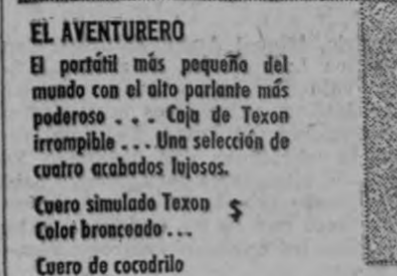 EL AVENTURERO
El portátil más pequeño del
mundo con el alto parlante más
poderoso . . . Caja de Texon
irrompible . . . Una selección de
cuatro acabados lujosos.
Cuero simulado Texon $
Color bronceado . . .
Cuero de cocodrilo